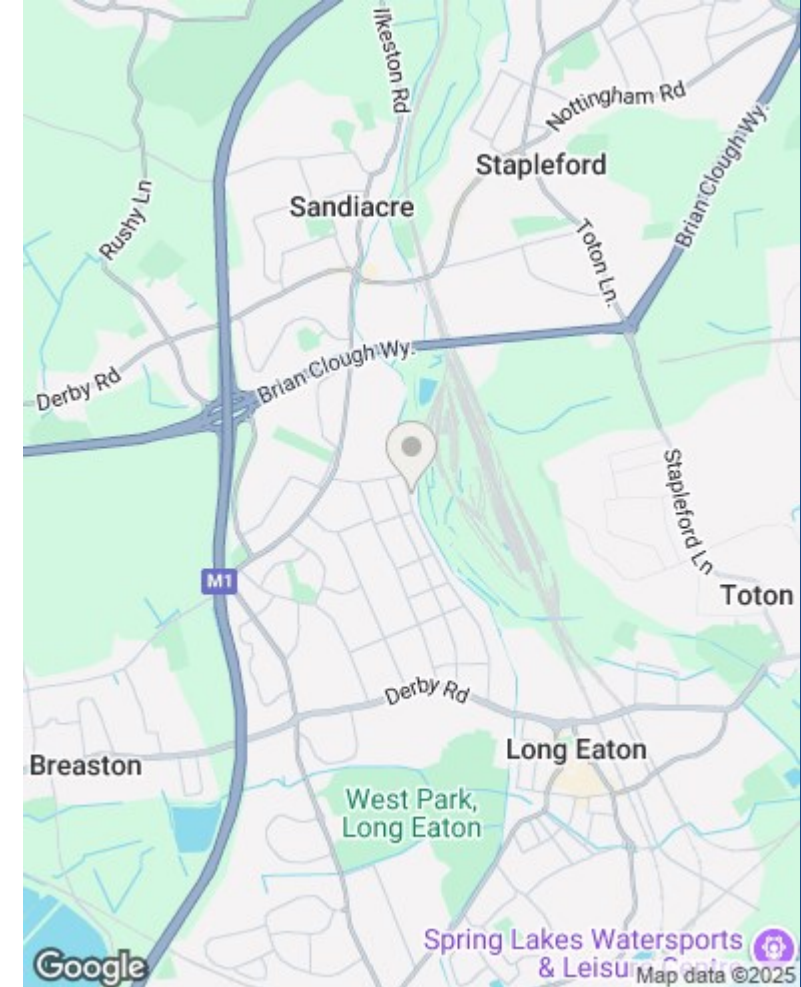 Ilkeston Rd
Nottingham Rd
Brian Clough Wy.
Stapleford
Sandiacre
Rushy Ln
Toton Ln.
Brian Clough Wy.
Derby Rd
Stapleford Ln
M1
Toton
Derby Rd
Long Eaton
Breaston
West Park,
Long Eaton
Spring Lakes Watersports
& Leisure Centre
Google
Map data ©2025